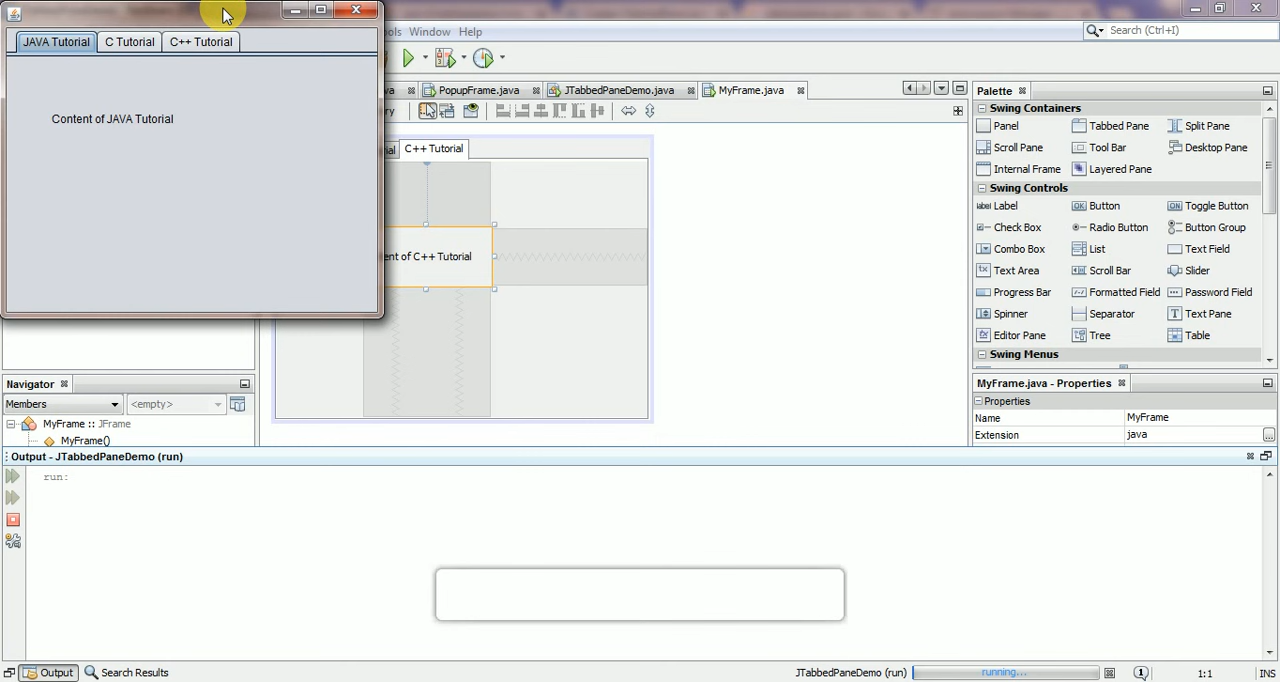 JAVA Tutorial C Tutorial C++ Tutorial
Content of JAVA Tutorial
Window Help
Search (Ctrl+I)
PopupFrame.java JTabbedPaneDemo.java MyFrame.java
C++ Tutorial
ent of C++ Tutorial
Palette
Swing Containers
Panel Tabbed Pane Split Pane
Scroll Pane Tool Bar Desktop Pane
Internal Frame Layered Pane
Swing Controls
label Label OK Button ON Toggle Button
Check Box Radio Button Button Group
Combo Box List Text Field
Text Area Scroll Bar Slider
Progress Bar Formatted Field Password Field
Spinner Separator T Text Pane
Editor Pane Tree Table
Swing Menus
MyFrame.java - Properties
Properties
Name MyFrame
Extension java ...
Navigator
Members <empty>
MyFrame :: JFrame
MyFrame()
Output - JTabbedPaneDemo (run)
run:
Output Search Results JTabbedPaneDemo (run) running... 1 1:1 INS